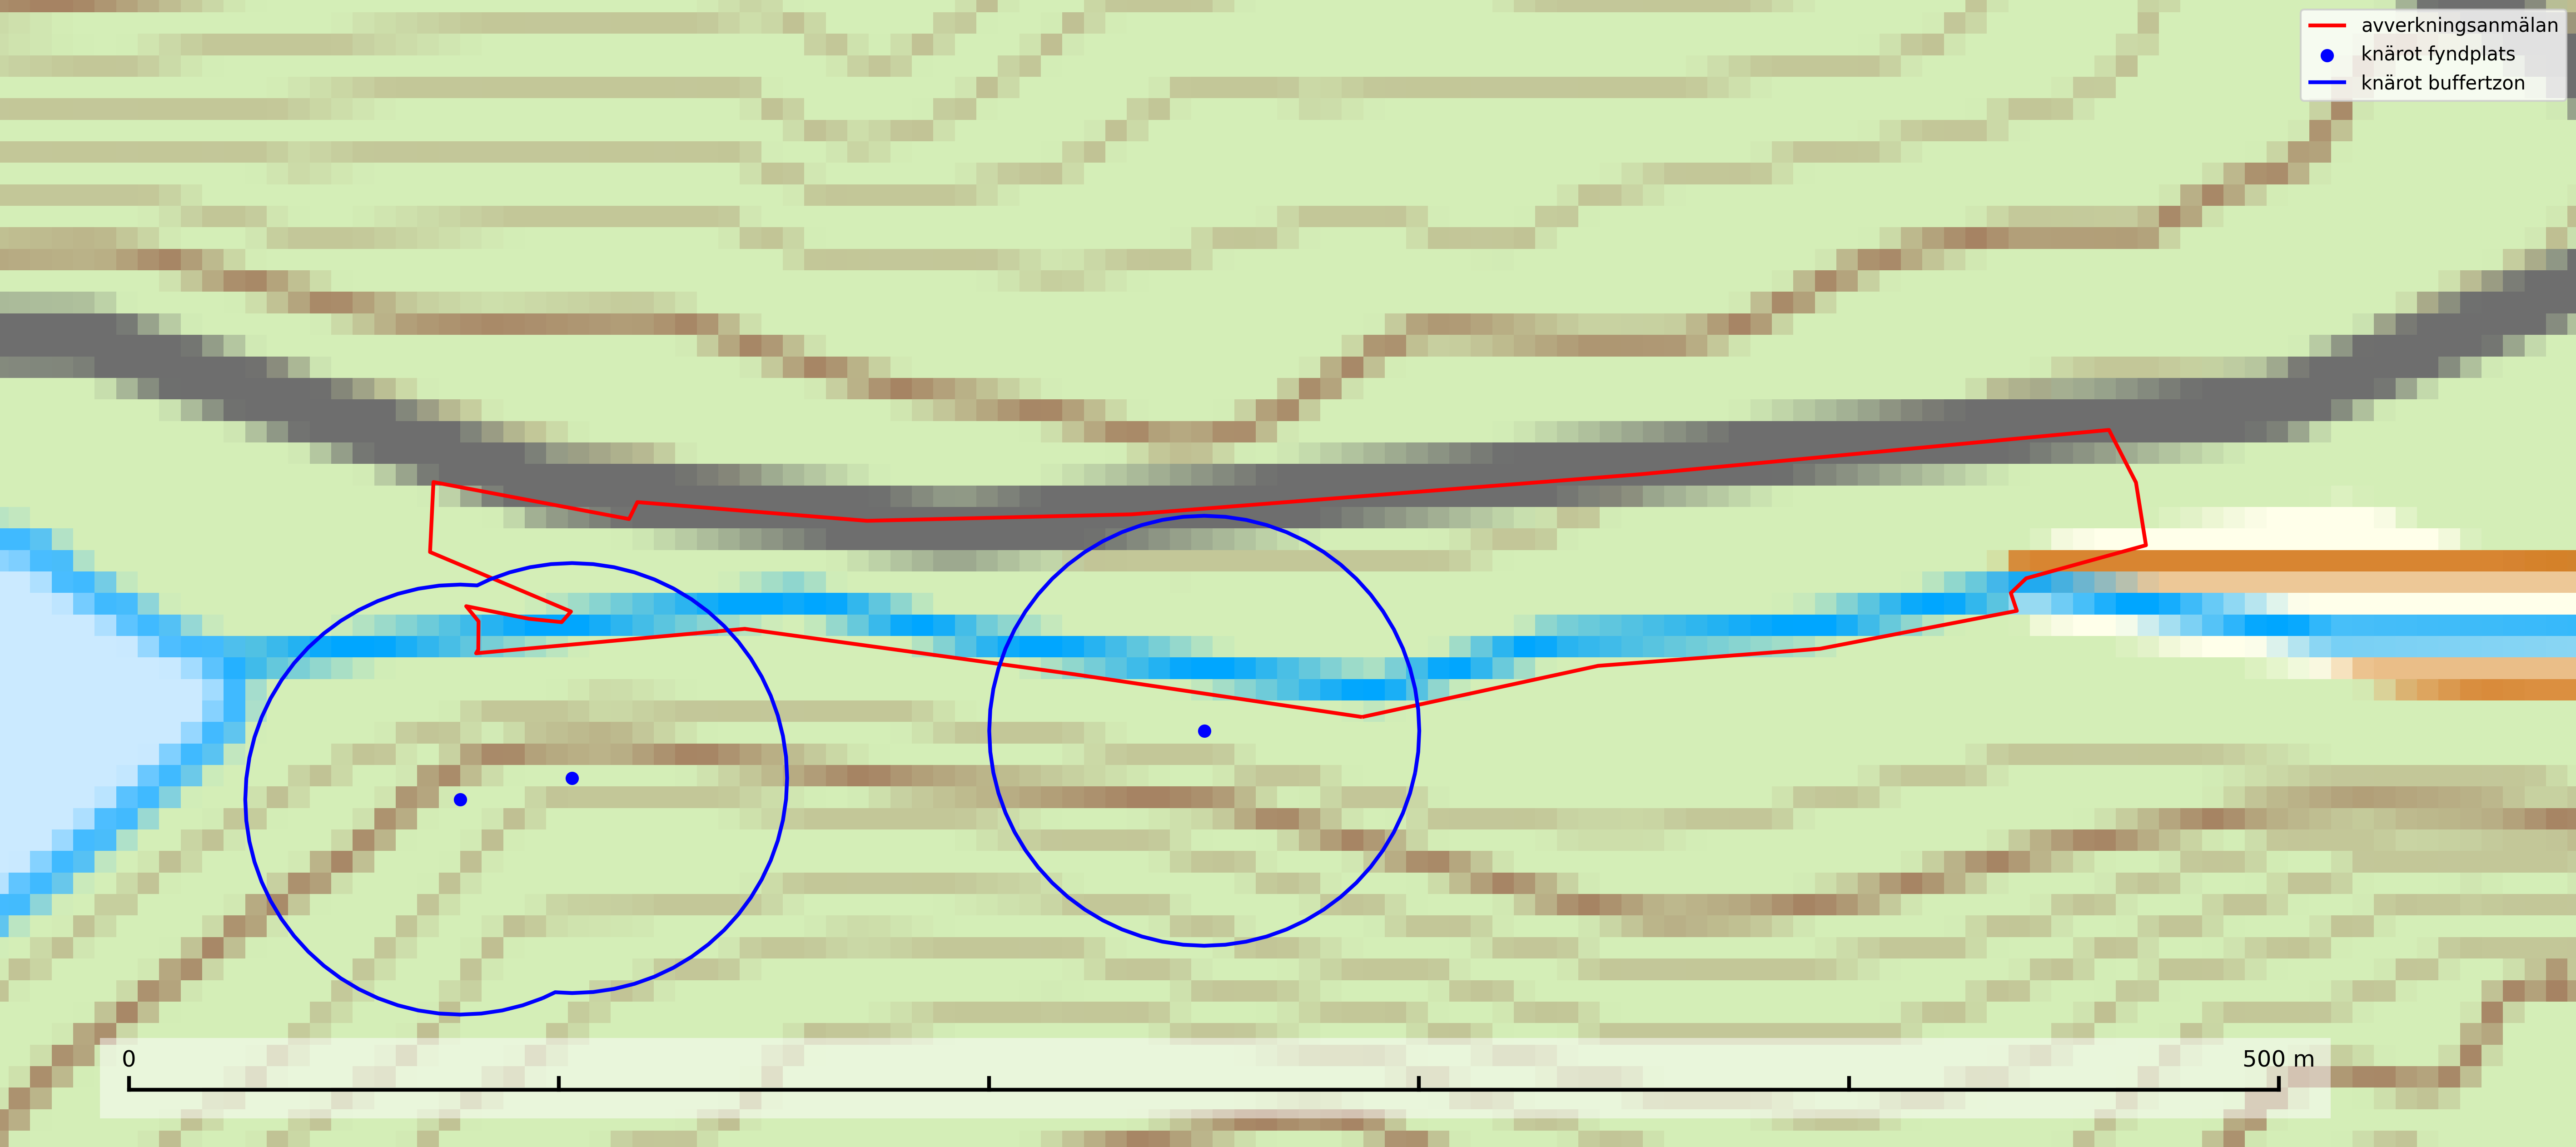 avverkningsanmälan
knärot fyndplats
knärot buffertzon
0
500 m